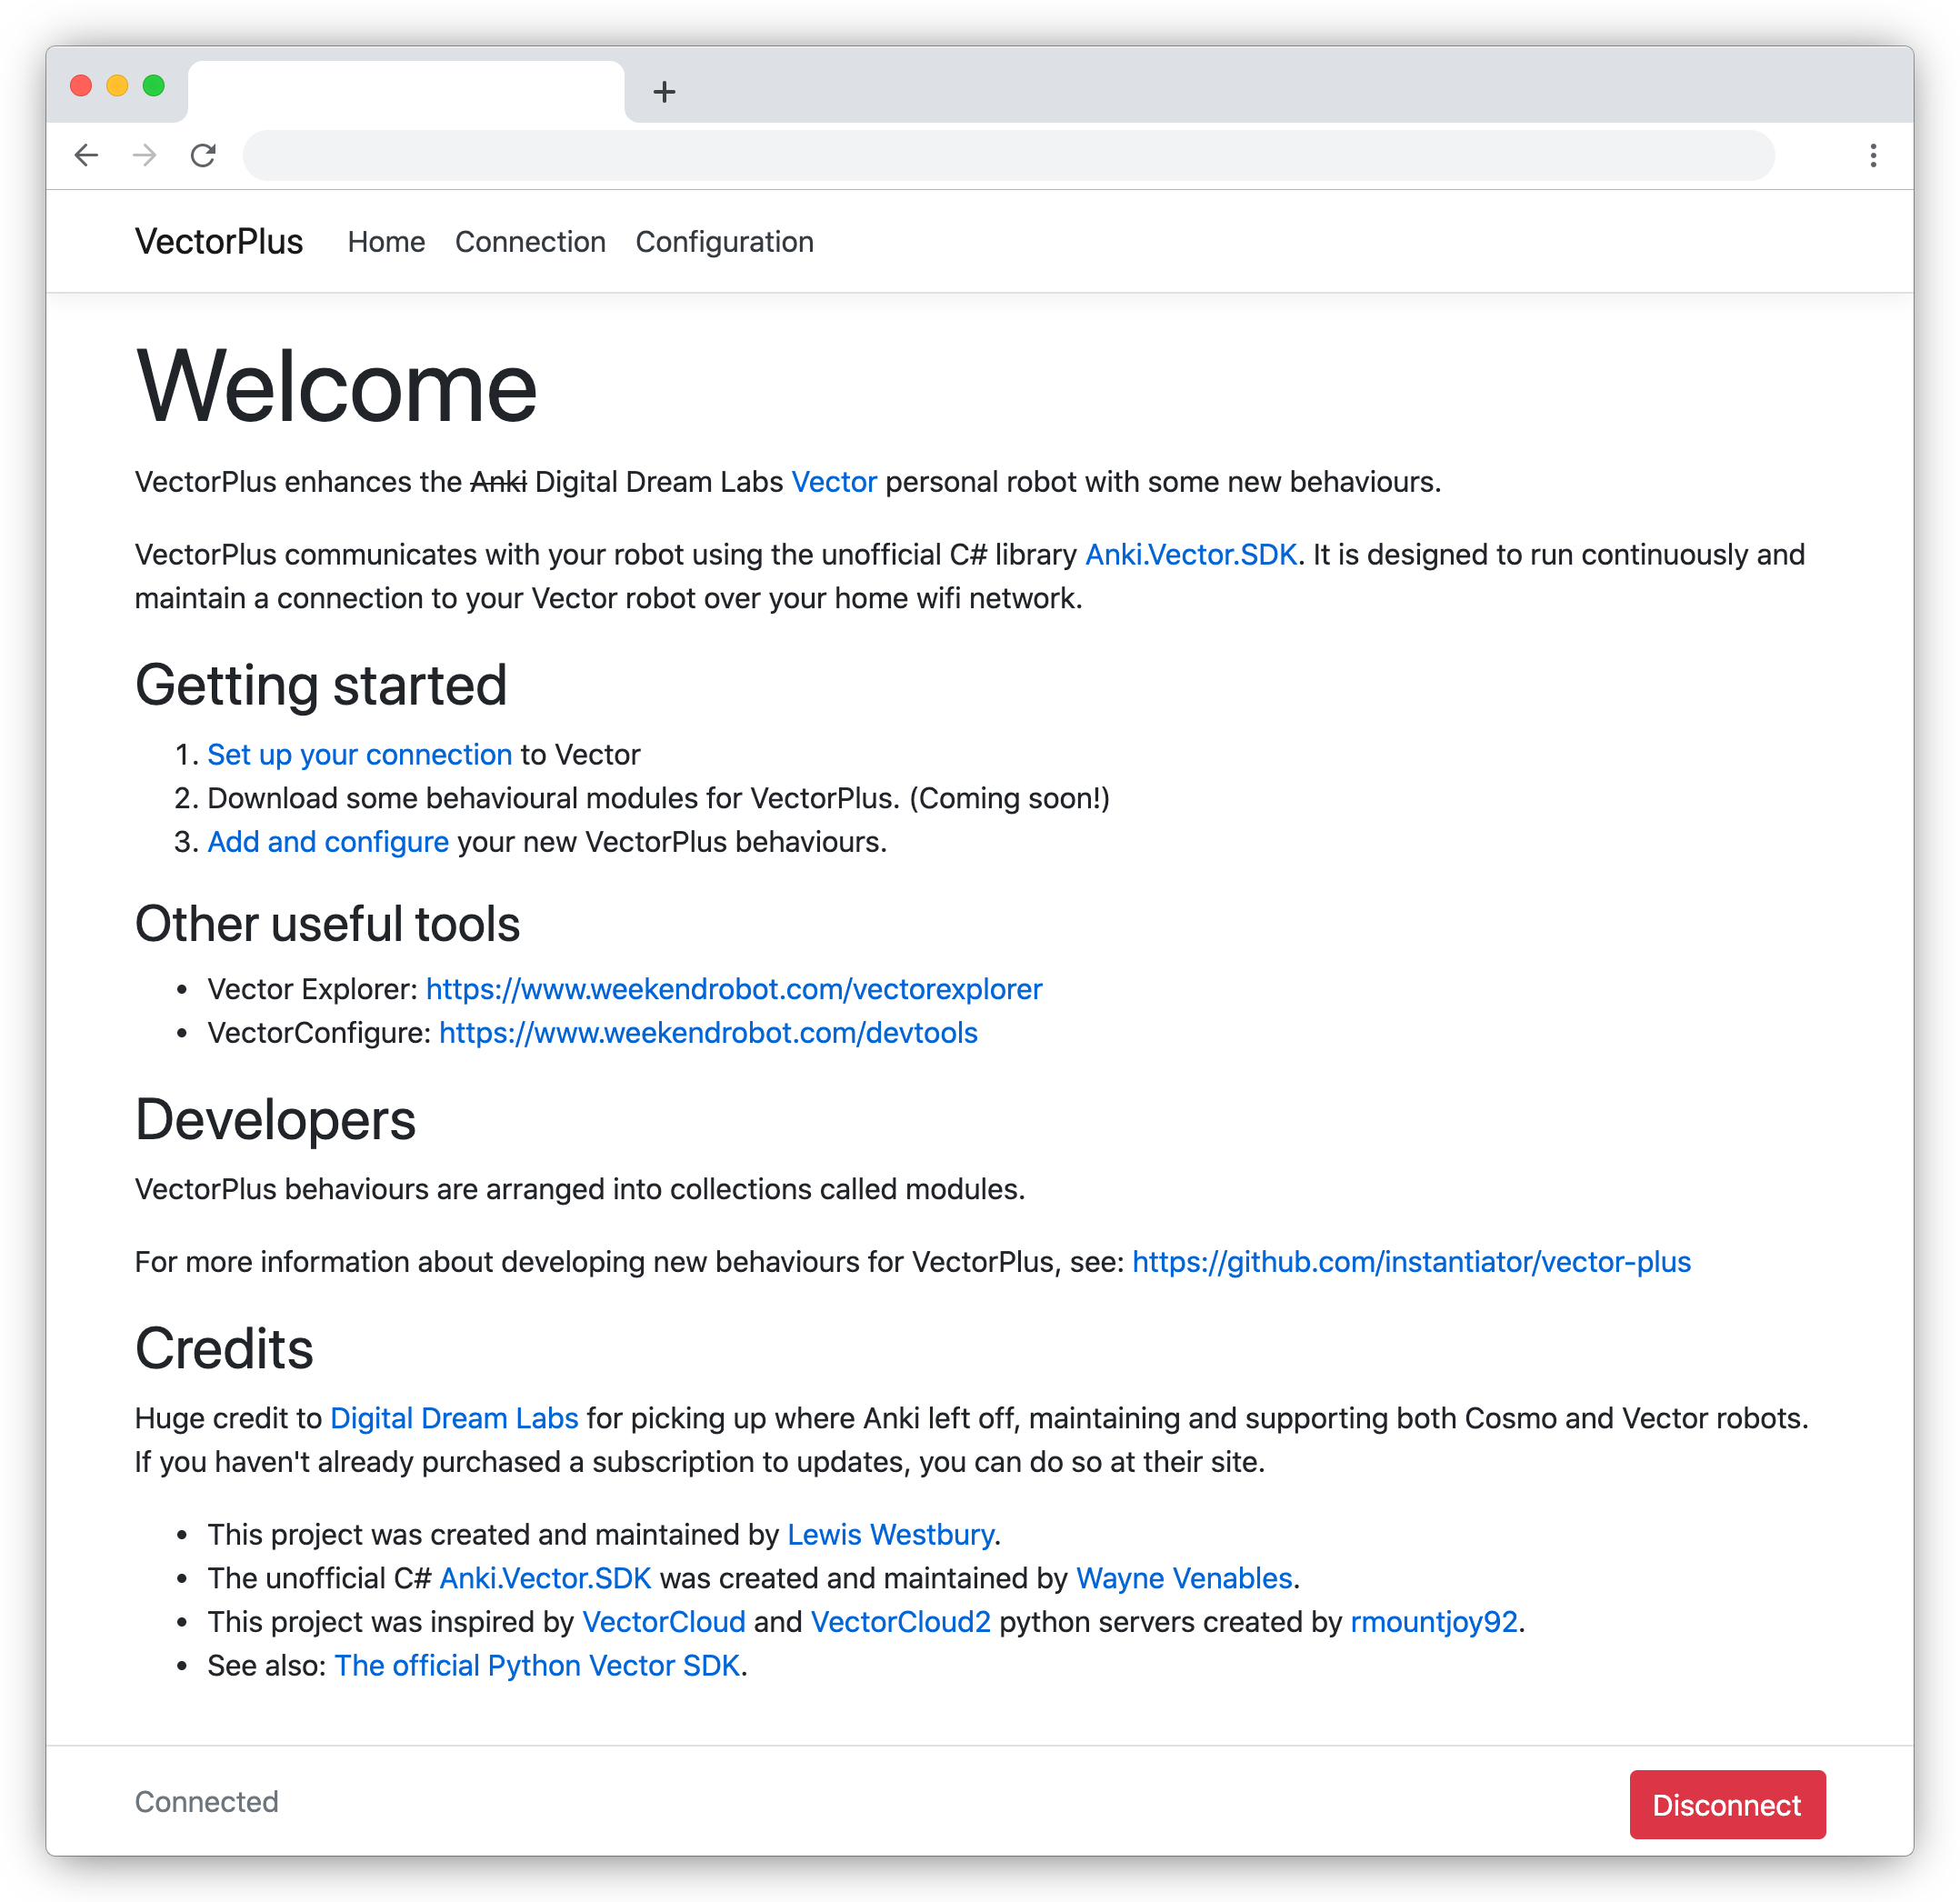 VectorPlus Home Connection Configuration
Welcome
VectorPlus enhances the Anki Digital Dream Labs Vector personal robot with some new behaviours.
VectorPlus communicates with your robot using the unofficial C# library Anki.Vector.SDK. It is designed to run continuously and
maintain a connection to your Vector robot over your home wifi network.
Getting started
1. Set up your connection to Vector
2. Download some behavioural modules for VectorPlus. (Coming soon!)
3. Add and configure your new VectorPlus behaviours.
Other useful tools
• Vector Explorer: https://www.weekendrobot.com/vectorexplorer
• VectorConfigure: https://www.weekendrobot.com/devtools
Developers
VectorPlus behaviours are arranged into collections called modules.
For more information about developing new behaviours for VectorPlus, see: https://github.com/instantiator/vector-plus
Credits
Huge credit to Digital Dream Labs for picking up where Anki left off, maintaining and supporting both Cosmo and Vector robots.
If you haven't already purchased a subscription to updates, you can do so at their site.
• This project was created and maintained by Lewis Westbury.
• The unofficial C# Anki.Vector.SDK was created and maintained by Wayne Venables.
• This project was inspired by VectorCloud and VectorCloud2 python servers created by rmountjoy92.
• See also: The official Python Vector SDK.
Connected
Disconnect